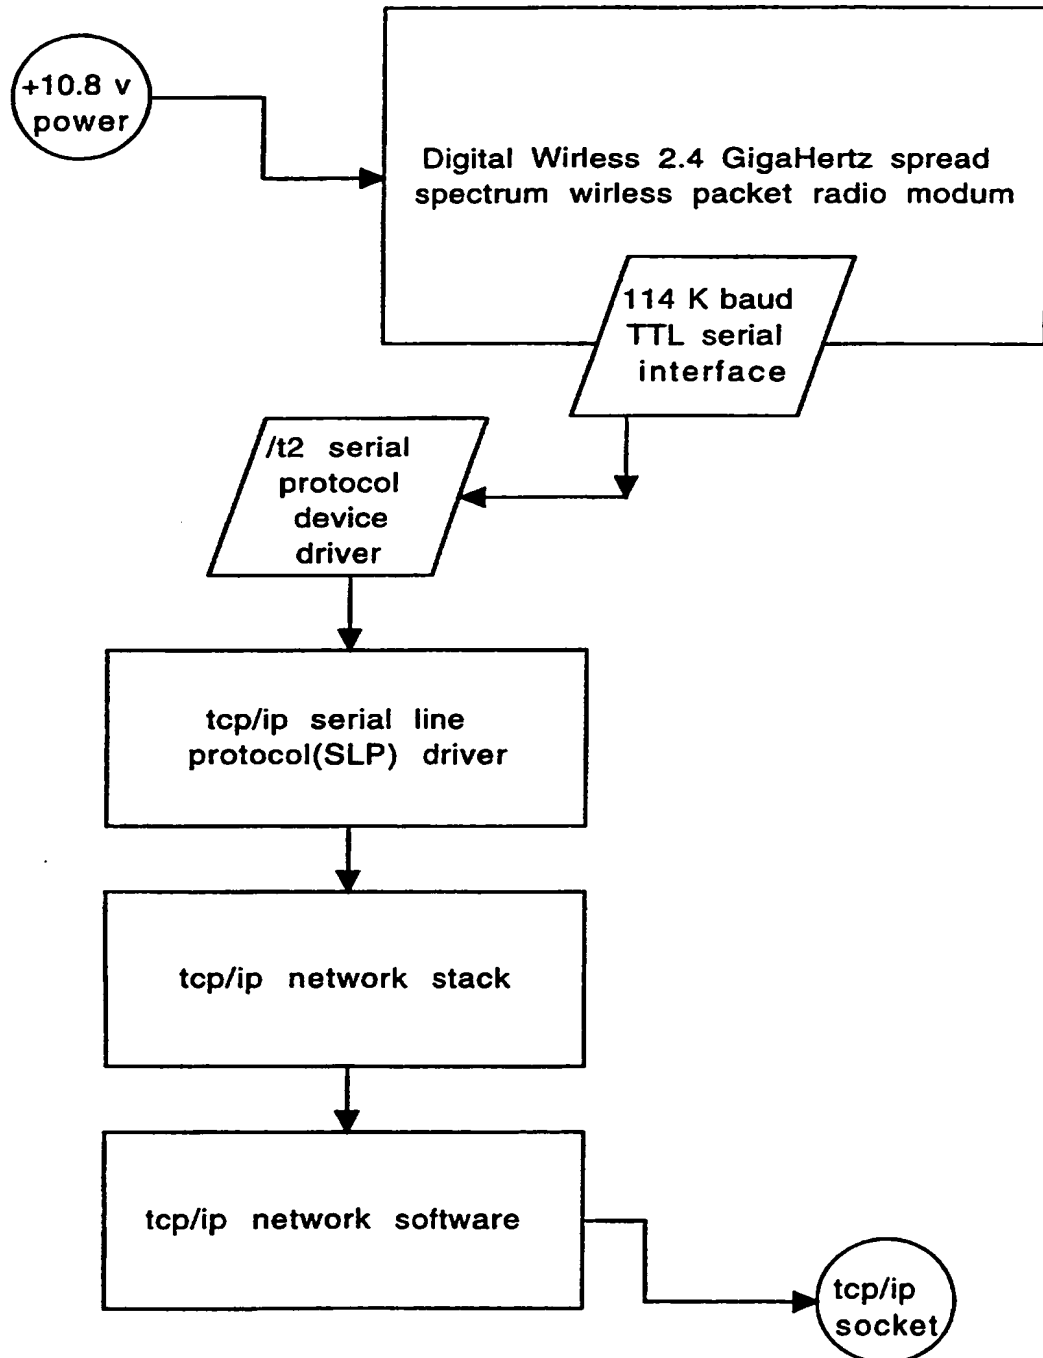 +10.8 v
power
Digital Wirless 2.4 GigaHertz spread
spectrum wirless packet radio modum
114 K baud
TTL serial
interface
/t2 serial
protocol
device
driver
tcp/ip serial line
protocol(SLP) driver
tcp/ip network stack
tcp/ip network software
tcp/ip
socket